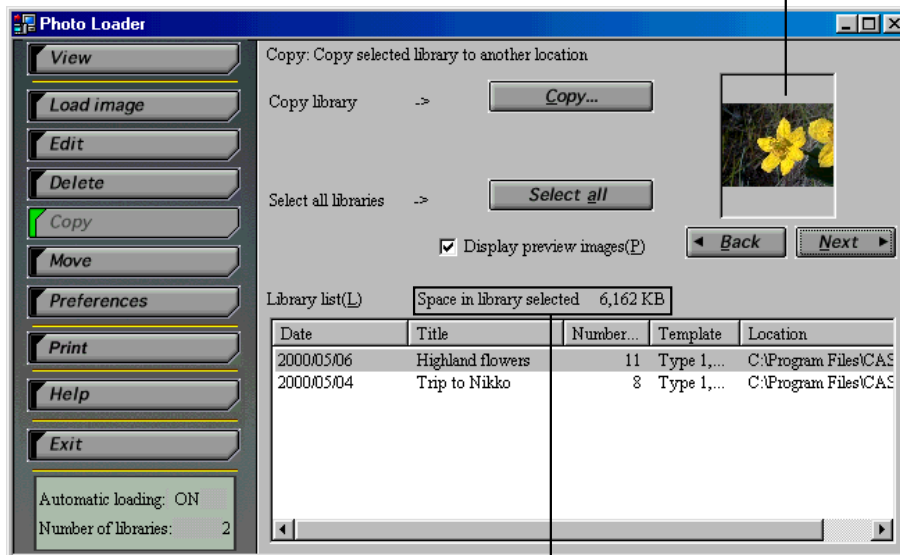 Photo Loader
View
Load image
Edit
Delete
Copy
Move
Preferences
Print
Help
Exit
Automatic loading: ON
Number of libraries: 2
Copy: Copy selected library to another location
Copy library -> Copy...
Select all libraries -> Select all
Display preview images(P)
Back Next
Library list(L) Space in library selected 6,162 KB
Date Title Number... Template Location
2000/05/06 Highland flowers 11 Type 1,... C:\Program Files\CAS
2000/05/04 Trip to Nikko 8 Type 1,... C:\Program Files\CAS